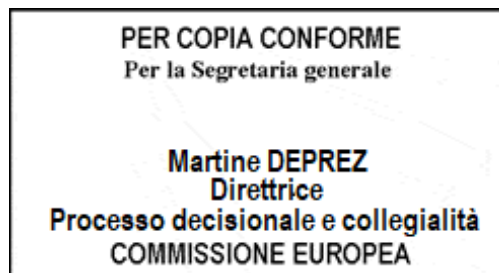 PER COPIA CONFORME
Per la Segretaria generale
Martine DEPREZ
Direttrice
Processo decisionale e collegialità
COMMISSIONE EUROPEA